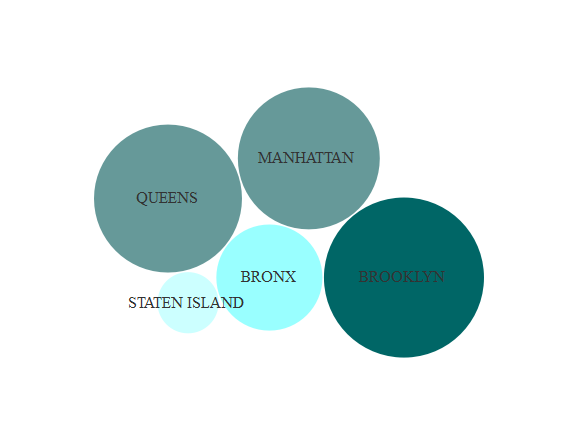 MANHATTAN
QUEENS
BRONX
BROOKLYN
STATEN ISLAND